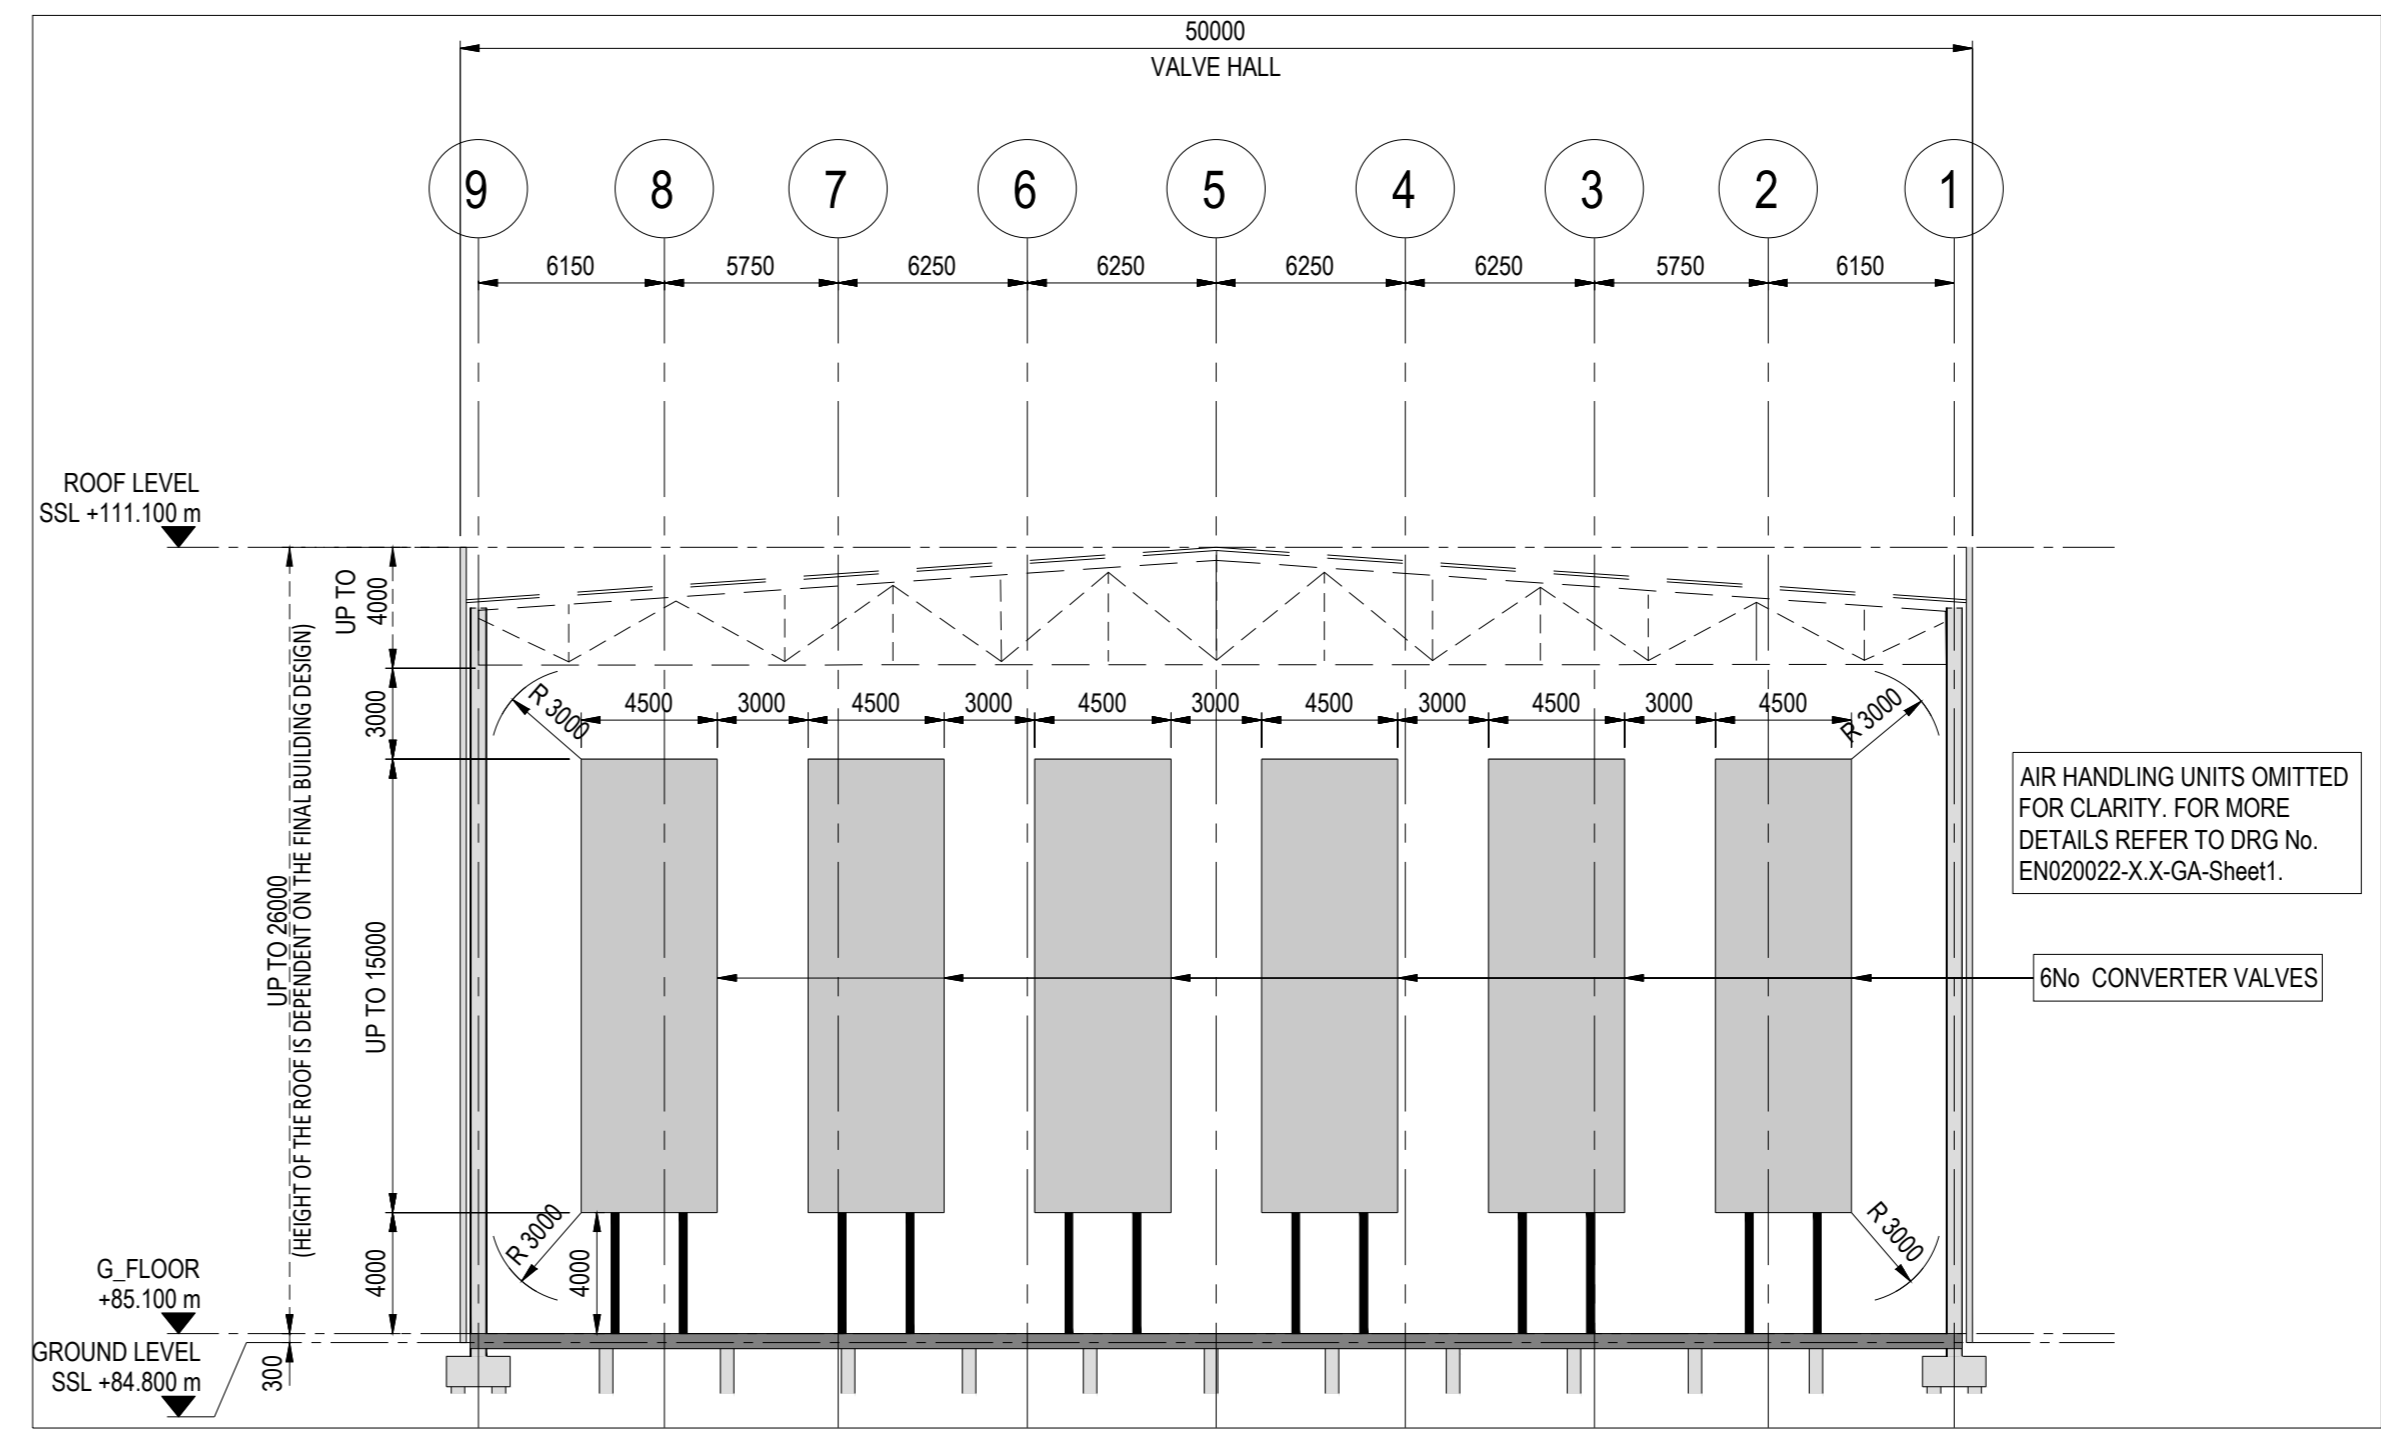 50000
VALVE HALL
9 8 7 6 5 4 3 2 1
6150 5750 6250 6250 6250 6250 5750 6150
ROOF LEVEL
SSL +111.100 m
UP TO
4000
3000
UP TO 15000
4000
UP TO 26000
(HEIGHT OF THE ROOF IS DEPENDENT ON THE FINAL BUILDING DESIGN)
R 3000 4500 3000 4500 3000 4500 3000 4500 3000 4500 3000 4500 R 3000
AIR HANDLING UNITS OMITTED
FOR CLARITY. FOR MORE
DETAILS REFER TO DRG No.
EN020022-X.X-GA-Sheet1.
6No CONVERTER VALVES
R 3000 4000 R 3000
G_FLOOR
+85.100 m
GROUND LEVEL
SSL +84.800 m
300